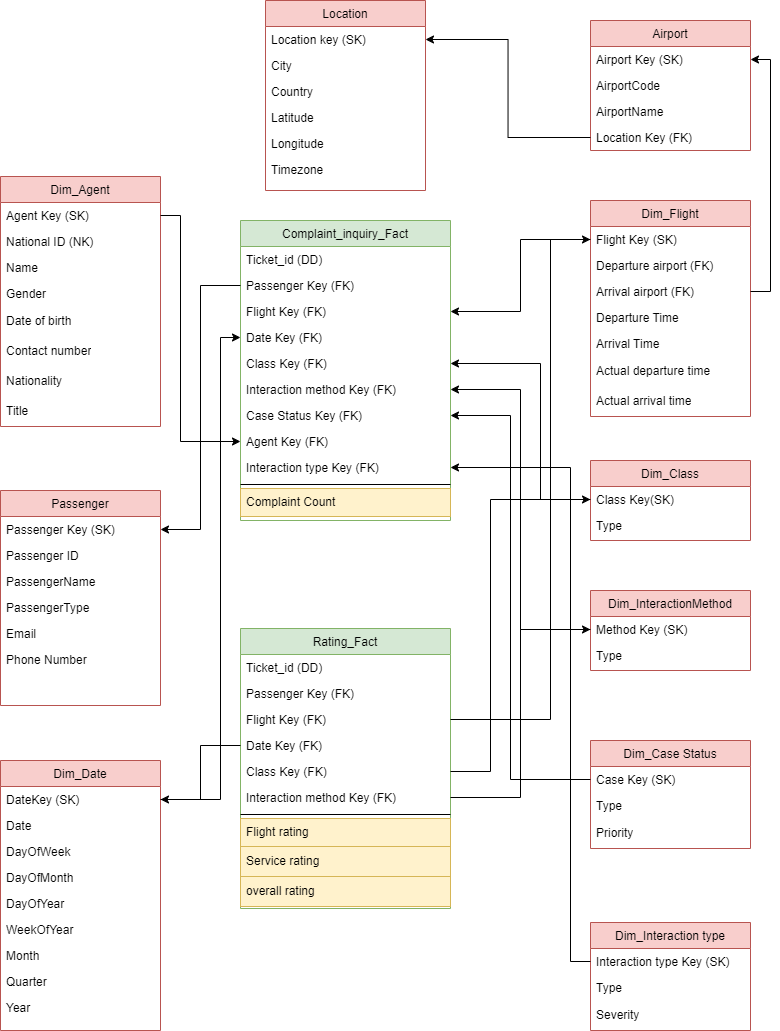 Location
Location key (SK)
City
Country
Latitude
Longitude
Timezone
Airport
Airport Key (SK)
AirportCode
AirportName
Location Key (FK)
Dim_Agent
Agent Key (SK)
National ID (NK)
Name
Gender
Date of birth
Contact number
Nationality
Title
Complaint_inquiry_Fact
Ticket_id (DD)
Passenger Key (FK)
Flight Key (FK)
Date Key (FK)
Class Key (FK)
Interaction method Key (FK)
Case Status Key (FK)
Agent Key (FK)
Interaction type Key (FK)
Complaint Count
Dim_Flight
Flight Key (SK)
Departure airport (FK)
Arrival airport (FK)
Departure Time
Arrival Time
Actual departure time
Actual arrival time
Dim_Class
Class Key(SK)
Type
Passenger
Passenger Key (SK)
Passenger ID
PassengerName
PassengerType
Email
Phone Number
Dim_InteractionMethod
Method Key (SK)
Type
Rating_Fact
Ticket_id (DD)
Passenger Key (FK)
Flight Key (FK)
Date Key (FK)
Class Key (FK)
Interaction method Key (FK)
Flight rating
Service rating
overall rating
Dim_Case Status
Case Key (SK)
Type
Priority
Dim_Date
DateKey (SK)
Date
DayOfWeek
DayOfMonth
DayOfYear
WeekOfYear
Month
Quarter
Year
Dim_Interaction type
Interaction type Key (SK)
Type
Severity